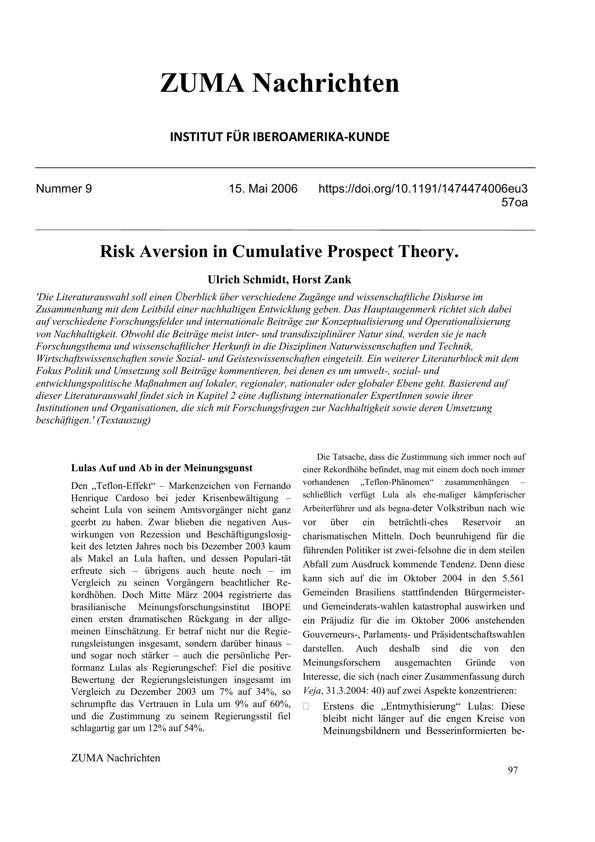 ZUMA Nachrichten
INSTITUT FÜR IBEROAMERIKA-KUNDE
Nummer 9
15. Mai 2006
https://doi.org/10.1191/1474474006eu3
57oa
Risk Aversion in Cumulative Prospect Theory.
Ulrich Schmidt, Horst Zank
'Die Literaturauswahl soll einen Überblick über verschiedene Zugänge und wissenschaftliche Diskurse im
Zusammenhang mit dem Leitbild einer nachhaltigen Entwicklung geben. Das Hauptaugenmerk richtet sich dabei
auf verschiedene Forschungsfelder und internationale Beiträge zur Konzeptualisierung und Operationalisierung
von Nachhaltigkeit. Obwohl die Beiträge meist inter- und transdisziplinärer Natur sind, werden sie je nach
Forschungsthema und wissenschaftlicher Herkunft in die Disziplinen Naturwissenschaften und Technik,
Wirtschaftswissenschaften sowie Sozial- und Geisteswissenschaften eingeteilt. Ein weiterer Literaturblock mit dem
Fokus Politik und Umsetzung soll Beiträge kommentieren, bei denen es um umwelt-, sozial- und
entwicklungspolitische Maßnahmen auf lokaler, regionaler, nationaler oder globaler Ebene geht. Basierend auf
dieser Literaturauswahl findet sich in Kapitel 2 eine Auflistung internationaler ExpertInnen sowie ihrer
Institutionen und Organisationen, die sich mit Forschungsfragen zur Nachhaltigkeit sowie deren Umsetzung
beschäftigen.' (Textauszug)
Lulas Auf und Ab in der Meinungsgunst
Den „Teflon-Effekt“ – Markenzeichen von Fernando
Henrique Cardoso bei jeder Krisenbewältigung –
scheint Lula von seinem Amtsvorgänger nicht ganz
geerbt zu haben. Zwar blieben die negativen Aus-
wirkungen von Rezession und Beschäftigungslosig-
keit des letzten Jahres noch bis Dezember 2003 kaum
als Makel an Lula haften, und dessen Populari-tät
erfreute sich – übrigens auch heute noch – im
Vergleich zu seinen Vorgängern beachtlicher Re-
kordhöhen. Doch Mitte März 2004 registrierte das
brasilianische Meinungsforschungsinstitut IBOPE
einen ersten dramatischen Rückgang in der allge-
meinen Einschätzung. Er betraf nicht nur die Regie-
rungsleistungen insgesamt, sondern darüber hinaus –
und sogar noch stärker – auch die persönliche Per-
formanz Lulas als Regierungschef: Fiel die positive
Bewertung der Regierungsleistungen insgesamt im
Vergleich zu Dezember 2003 um 7% auf 34%, so
schrumpfte das Vertrauen in Lula um 9% auf 60%,
und die Zustimmung zu seinem Regierungsstil fiel
schlagartig gar um 12% auf 54%.
Die Tatsache, dass die Zustimmung sich immer noch auf
einer Rekordhöhe befindet, mag mit einem doch noch immer
vorhandenen „Teflon-Phänomen“ zusammenhängen –
schließlich verfügt Lula als ehe-maliger kämpferischer
Arbeiterführer und als begna-deter Volkstribun nach wie
vor über ein beträchtli-ches Reservoir an
charismatischen Mitteln. Doch beunruhigend für die
führenden Politiker ist zwei-felsohne die in dem steilen
Abfall zum Ausdruck kommende Tendenz. Denn diese
kann sich auf die im Oktober 2004 in den 5.561
Gemeinden Brasiliens stattfindenden Bürgermeister-
und Gemeinderats-wahlen katastrophal auswirken und
ein Präjudiz für die im Oktober 2006 anstehenden
Gouverneurs-, Parlaments- und Präsidentschaftswahlen
darstellen. Auch deshalb sind die von den
Meinungsforschern ausgemachten Gründe von
Interesse, die sich (nach einer Zusammenfassung durch
Veja, 31.3.2004: 40) auf zwei Aspekte konzentrieren:
□ Erstens die „Entmythisierung“ Lulas: Diese
bleibt nicht länger auf die engen Kreise von
Meinungsbildnern und Besserinformierten be-
ZUMA Nachrichten
97